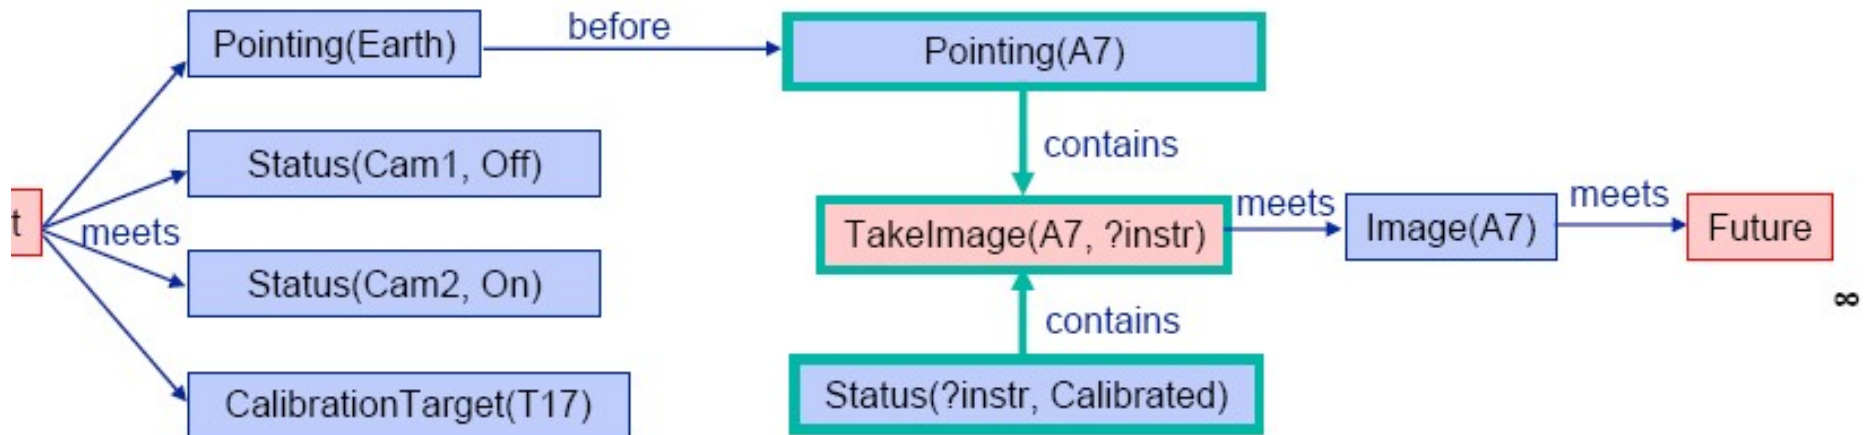 Pointing(Earth)
before
Pointing(A7)
Status(Cam1, Off)
contains
t
meets
TakeImage(A7, ?instr)
meets
Image(A7)
meets
Future
Status(Cam2, On)
∞
contains
CalibrationTarget(T17)
Status(?instr, Calibrated)